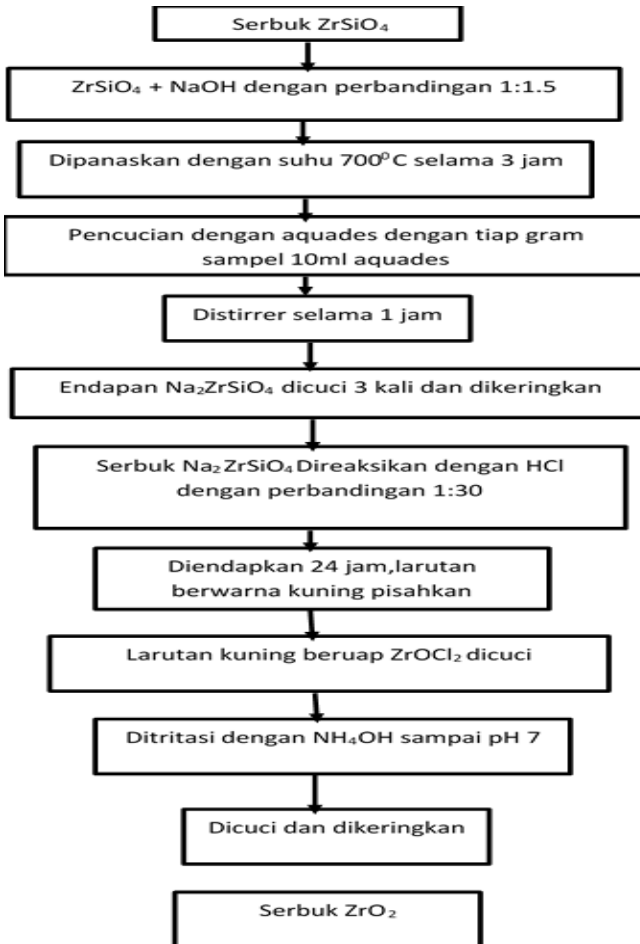 Serbuk ZrSiO₄
ZrSiO₄ + NaOH dengan perbandingan 1:1.5
Dipanaskan dengan suhu 700⁰C selama 3 jam
Pencucian dengan aquades dengan tiap gram
sampel 10ml aquades
Distirrer selama 1 jam
Endapan Na₂ZrSiO₄ dicuci 3 kali dan dikeringkan
Serbuk Na₂ZrSiO₄ Direaksikan dengan HCl
dengan perbandingan 1:30
Diendapkan 24 jam,larutan
berwarna kuning pisahkan
Larutan kuning beruap ZrOCl₂ dicuci
Ditritasi dengan NH₄OH sampai pH 7
Dicuci dan dikeringkan
Serbuk ZrO₂